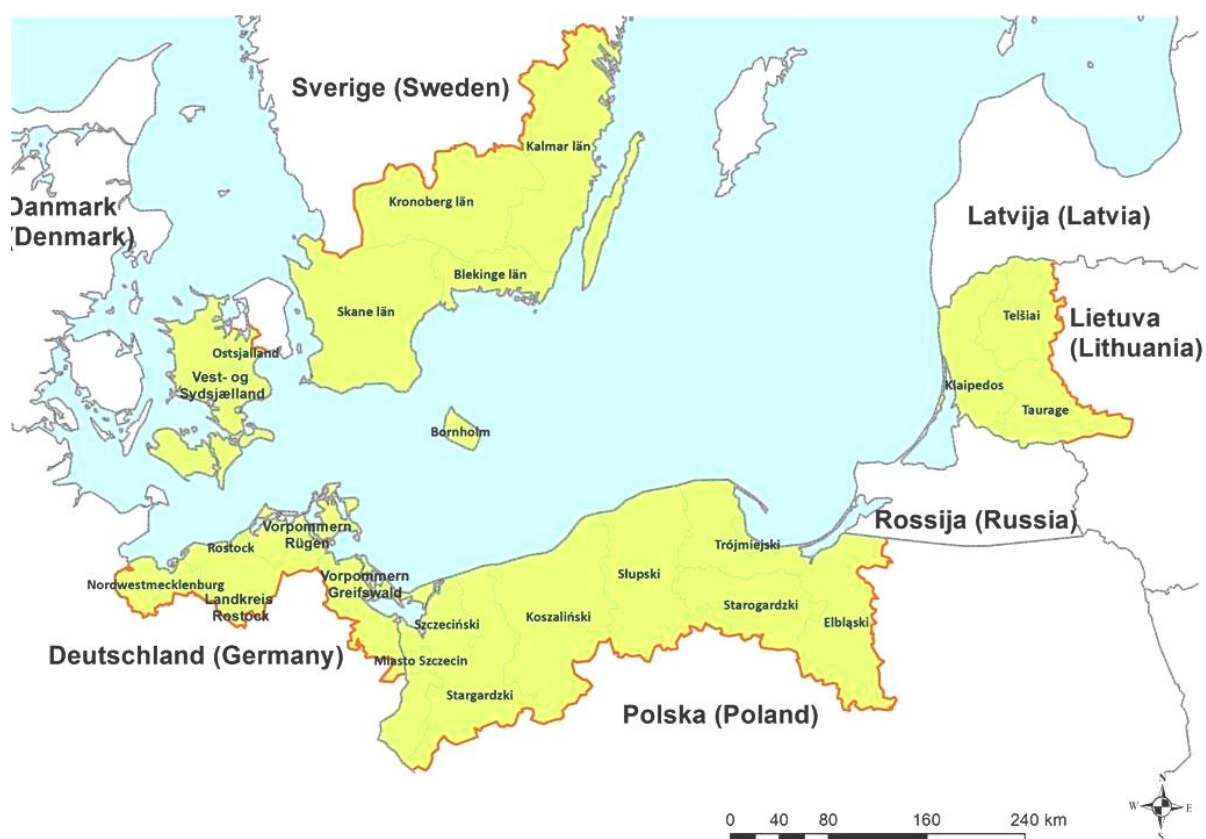 Sverige (Sweden)
Kalmar län
Kronoberg län
Danmark
(Denmark)
Latvija (Latvia)
Blekinge län
Skane län
Telšiai
Lietuva
(Lithuania)
Ostsjalland
Vest- og
Sydsjælland
Klaipedos
Taurage
Bornholm
Rossija (Russia)
Vorpommern
Rügen
Rostock
Trójmiejski
Słupski
Nordwestmecklenburg
Vorpommern
Greifswald
Landkreis
Rostock
Starogardzki
Koszaliński
Szczeciński
Elbląski
Deutschland (Germany)
Miasto Szczecin
Stargardzki
Polska (Poland)
N
W
E
S
0 40 80 160 240 km